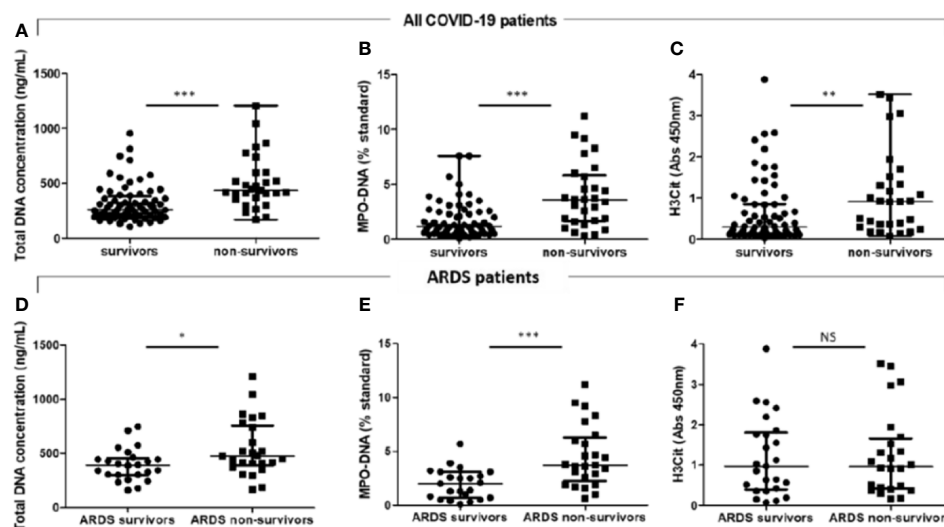 All COVID-19 patients
A
Total DNA concentration (ng/mL)
1500
1000
500
0
***
survivors
non-survivors
B
MPO-DNA (% standard)
15
10
5
0
***
survivors
non-survivors
C
H3Cit (Abs 450nm)
4
3
2
1
0
**
survivors
non-survivors
ARDS patients
D
Total DNA concentration (ng/mL)
1500
1000
500
0
*
ARDS survivors
ARDS non-survivors
E
MPO-DNA (% standard)
15
10
5
0
***
ARDS survivors
ARDS non-survivors
F
H3Cit (Abs 450nm)
4
3
2
1
0
NS
ARDS survivors
ARDS non-survivors